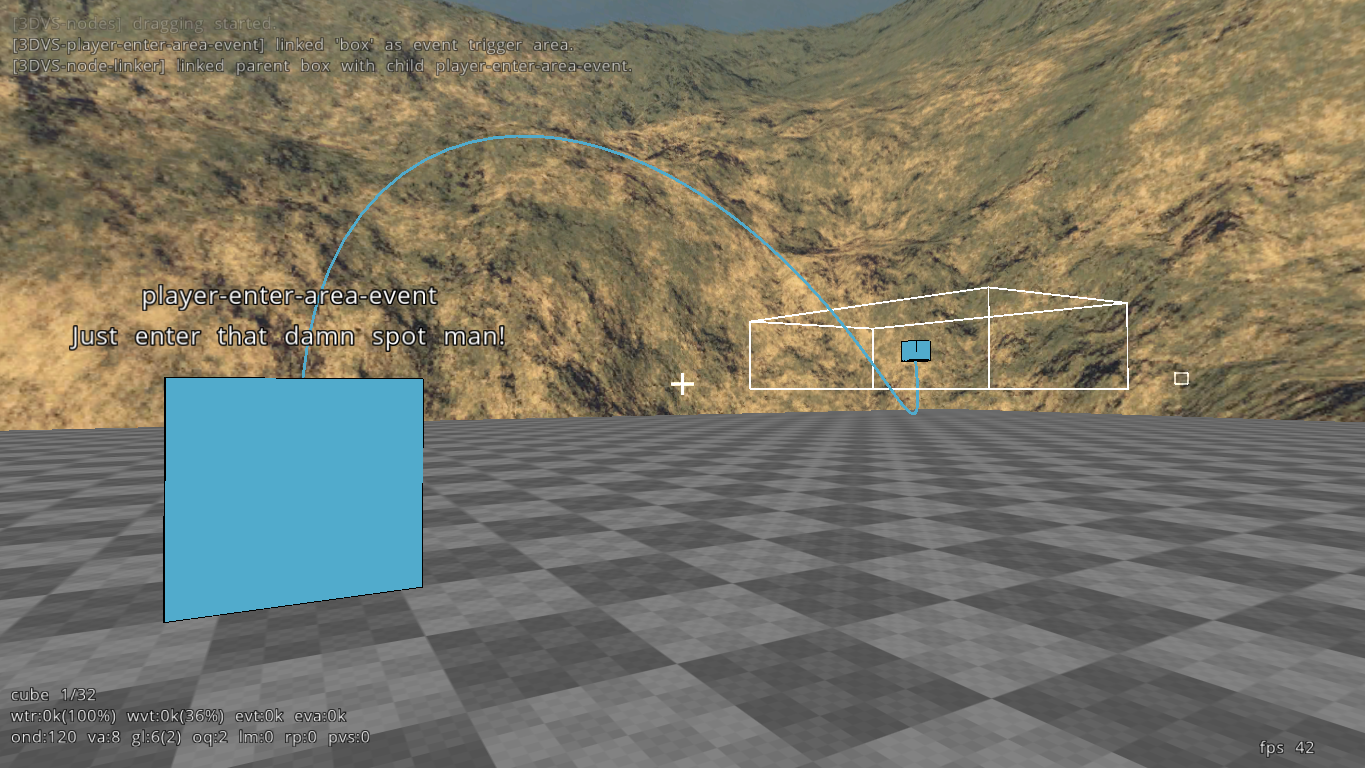 [3DVS-nodes] dragging started.
[3DVS-player-enter-area-event] linked 'box' as event trigger area.
[3DVS-node-linker] linked parent box with child player-enter-area-event.
player-enter-area-event
Just enter that damn spot man!
cube 1/32
wtr:0k(100%) wvt:0k(36%) evt:0k eva:0k
ond:120 va:8 gl:6(2) oq:2 lm:0 rp:0 pvs:0
fps 42